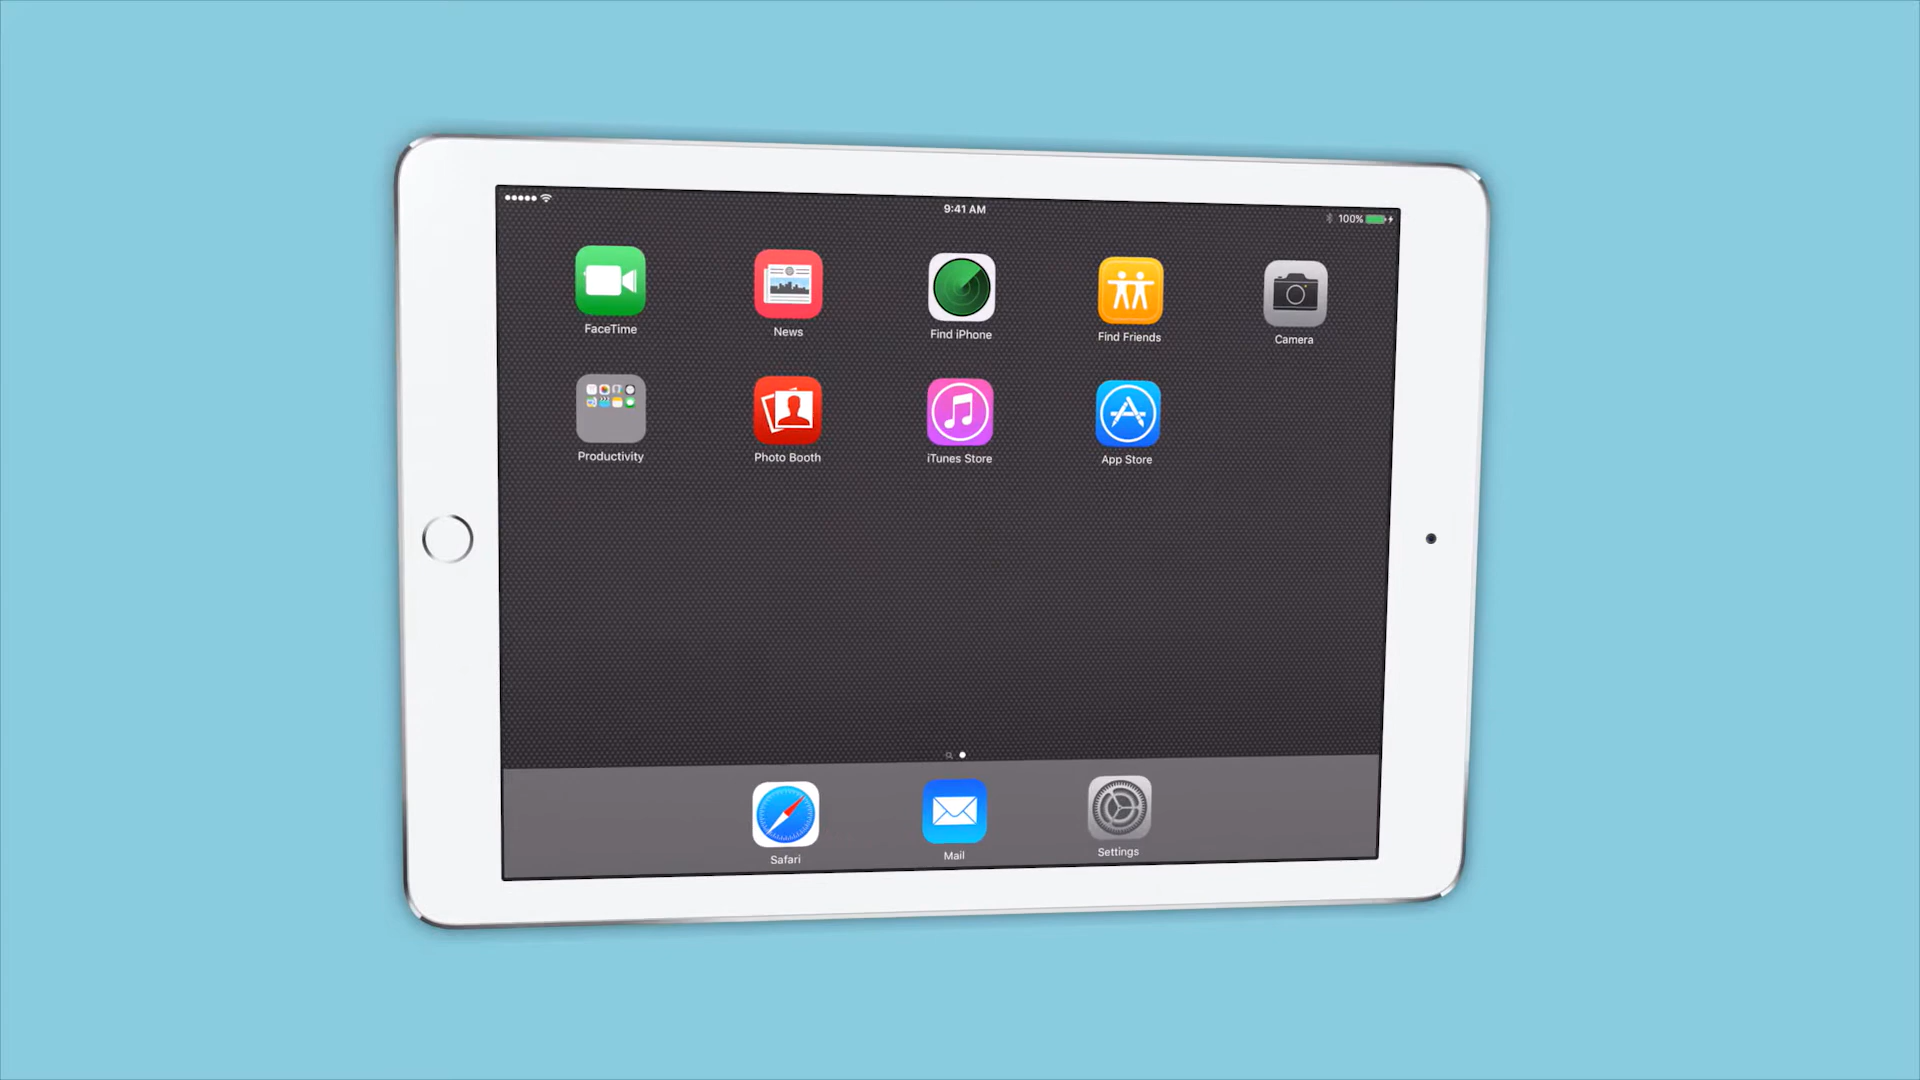 9:41 AM
100%
FaceTime
News
Find iPhone
Find Friends
Camera
Productivity
Photo Booth
iTunes Store
App Store
Safari
Mail
Settings